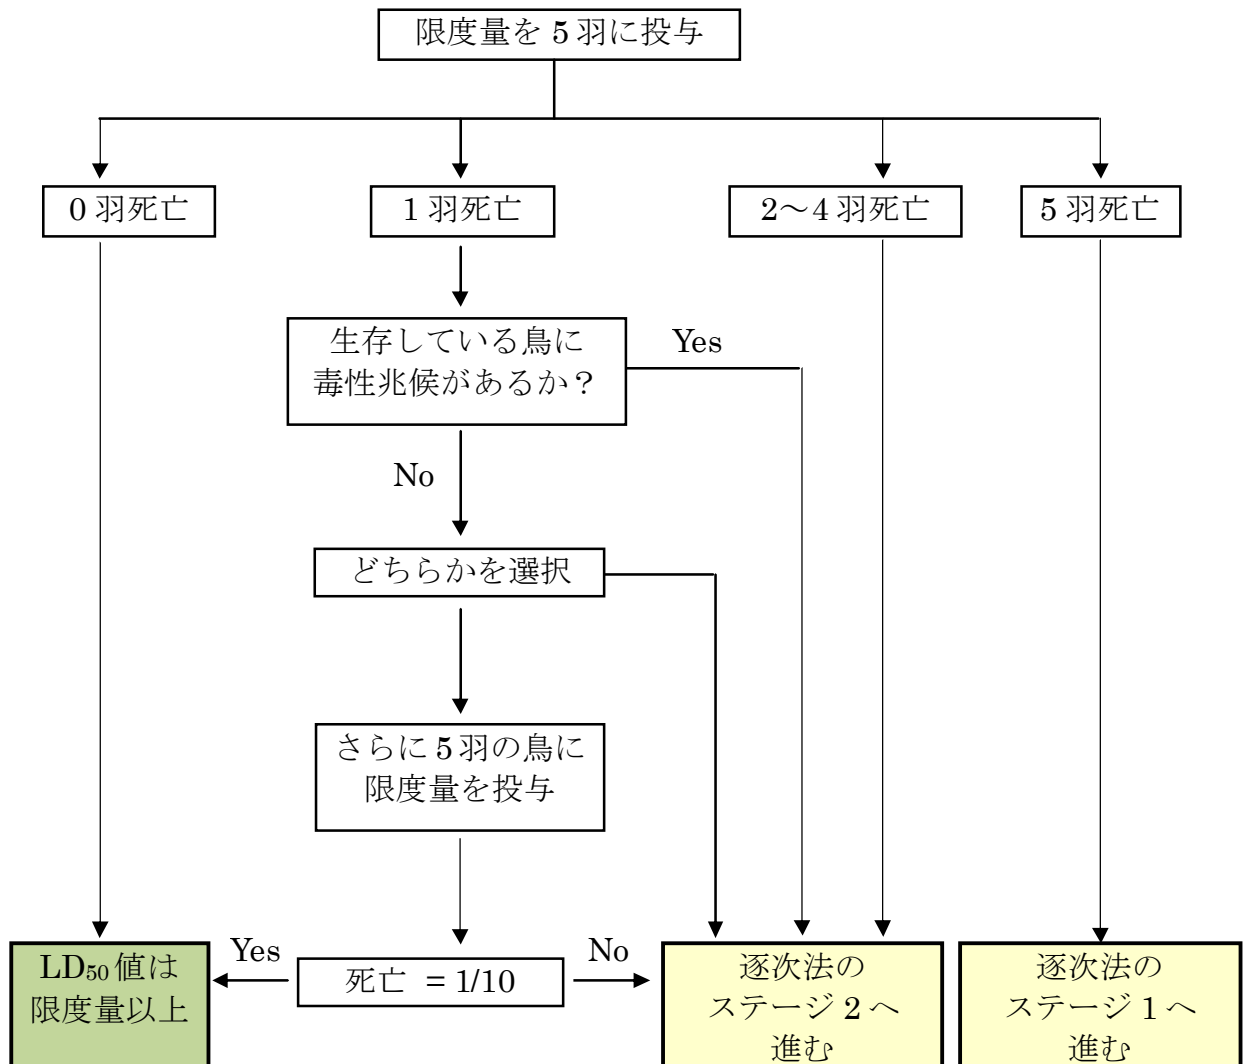 限度量を 5 羽に投与
0 羽死亡
1 羽死亡
2～4 羽死亡
5 羽死亡
生存している鳥に
毒性兆候があるか？
Yes
No
どちらかを選択
さらに 5 羽の鳥に
限度量を投与
LD50 値は
限度量以上
Yes
死亡 = 1/10
No
逐次法の
ステージ 2 へ
進む
逐次法の
ステージ 1 へ
進む